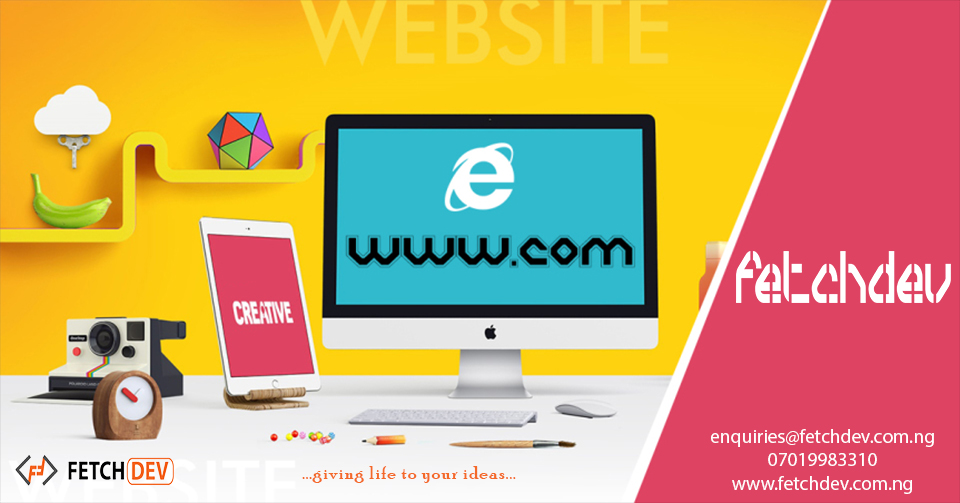 WEBSITE
www.com
CREATIVE
fetchdev
enquiries@fetchdev.com.ng
07019983310
www.fetchdev.com.ng
FETCH DEV
...giving life to your ideas...
WEBSITE